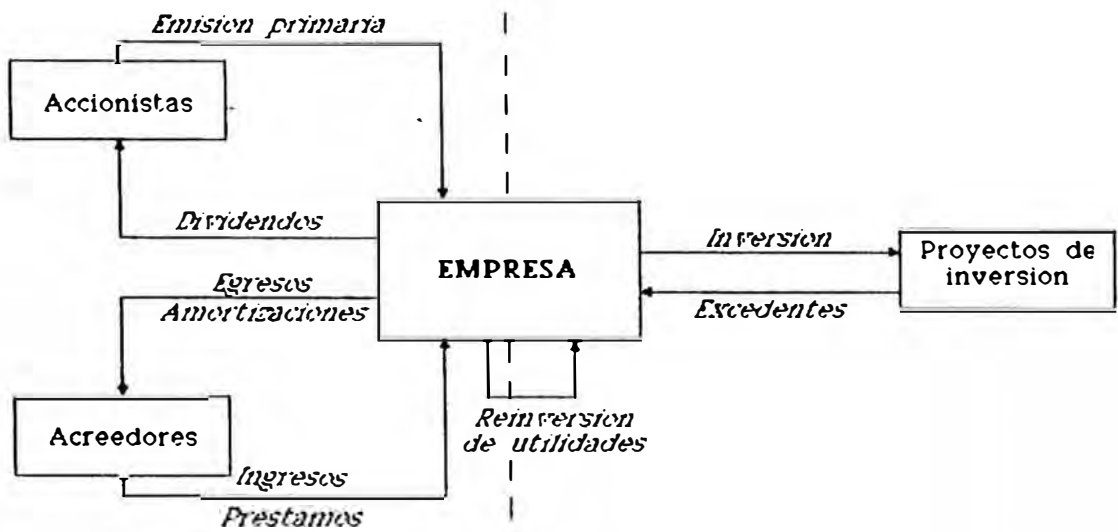 Emision primaria
Accionistas
Dividendos
Egresos
Amortizaciones
EMPRESA
Inversion
Proyectos de
inversion
Excedentes
Reinversion
de utilidades
Acreedores
Ingresos
Prestamos